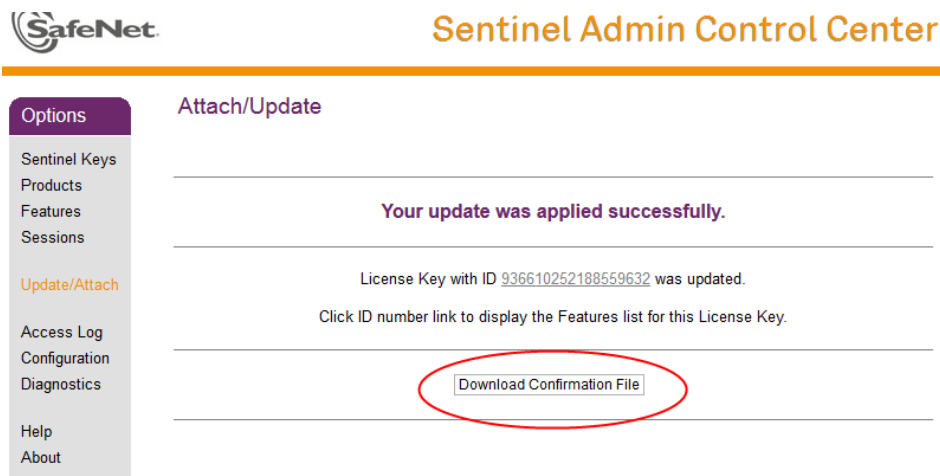 SafeNet.
Sentinel Admin Control Center
Options
Sentinel Keys
Products
Features
Sessions
Update/Attach
Access Log
Configuration
Diagnostics
Help
About
Attach/Update
Your update was applied successfully.
License Key with ID 936610252188559632 was updated.
Click ID number link to display the Features list for this License Key.
Download Confirmation File